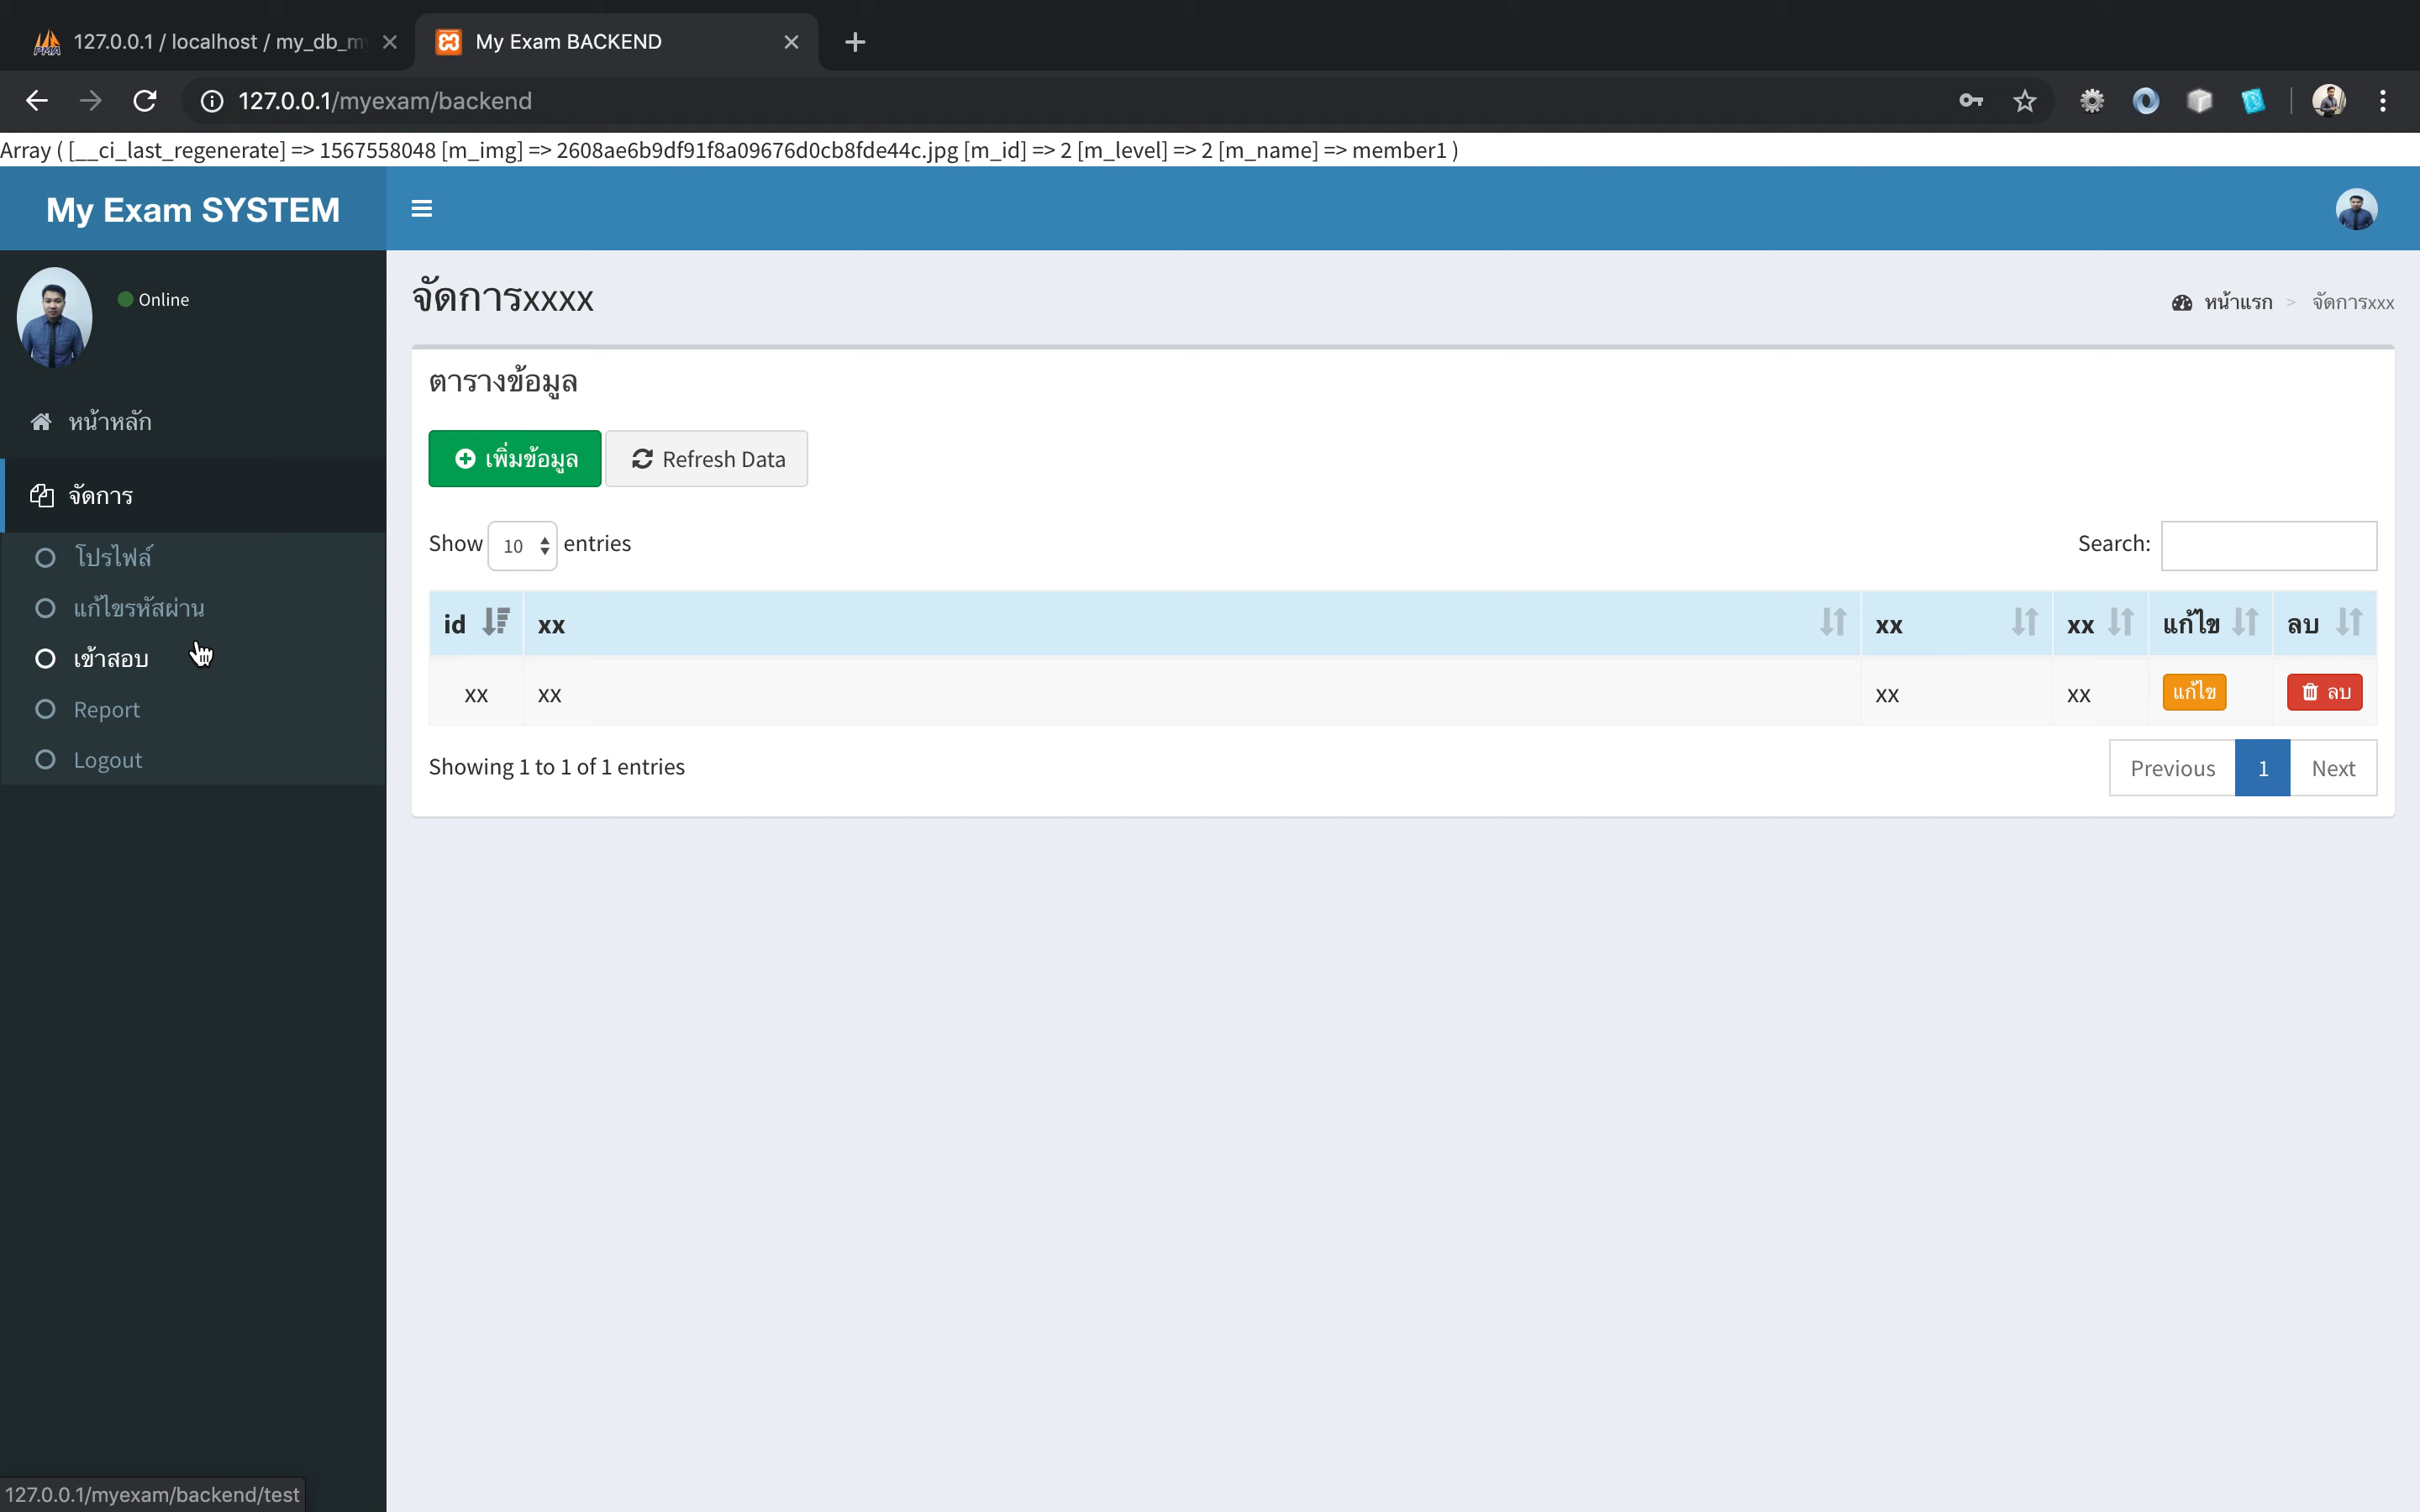 127.0.0.1 / localhost / my_db_m
My Exam BACKEND
127.0.0.1/myexam/backend
Array ( [__ci_last_regenerate] => 1567558048 [m_img] => 2608ae6b9df91f8a09676d0cb8fde44c.jpg [m_id] => 2 [m_level] => 2 [m_name] => member1 )
My Exam SYSTEM
Online
หน้าหลัก
จัดการ
โปรไฟล์
แก้ไขรหัสผ่าน
เข้าสอบ
Report
Logout
จัดการxxxx
หน้าแรก > จัดการxxx
ตารางข้อมูล
เพิ่มข้อมูล Refresh Data
Show 10 entries Search:
id xx xx xx แก้ไข ลบ
xx xx xx xx แก้ไข ลบ
Showing 1 to 1 of 1 entries Previous 1 Next
127.0.0.1/myexam/backend/test